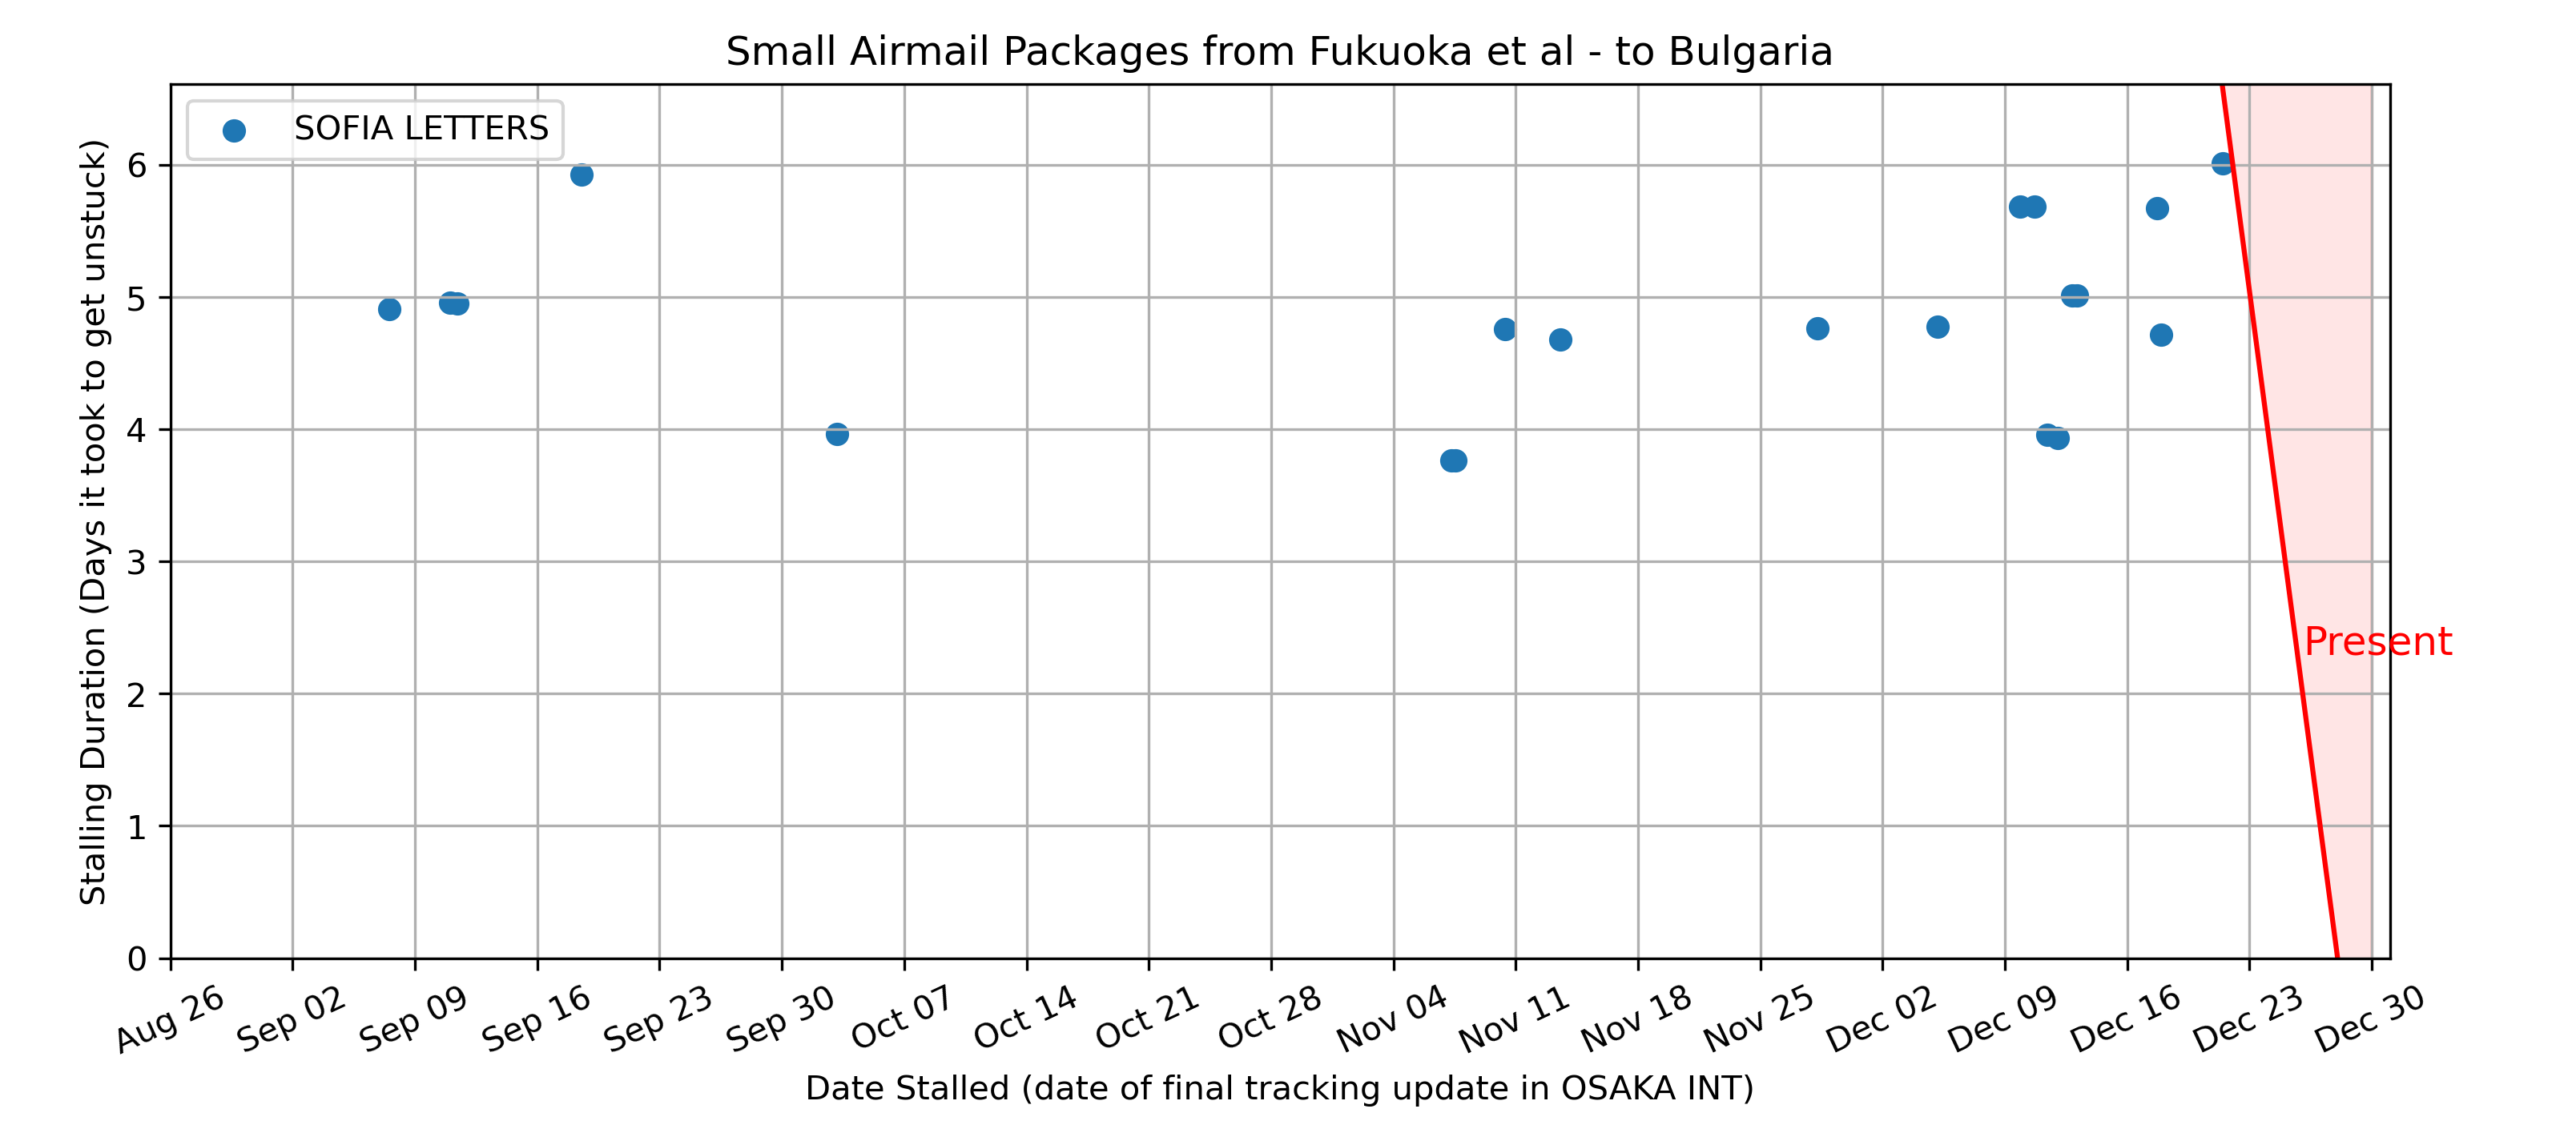 Small Airmail Packages from Fukuoka et al - to Bulgaria
SOFIA LETTERS
Stalling Duration (Days it took to get unstuck)
6
5
4
3
2
1
0
Present
Aug 26
Sep 02
Sep 09
Sep 16
Sep 23
Sep 30
Oct 07
Oct 14
Oct 21
Oct 28
Nov 04
Nov 11
Nov 18
Nov 25
Dec 02
Dec 09
Dec 16
Dec 23
Dec 30
Date Stalled (date of final tracking update in OSAKA INT)